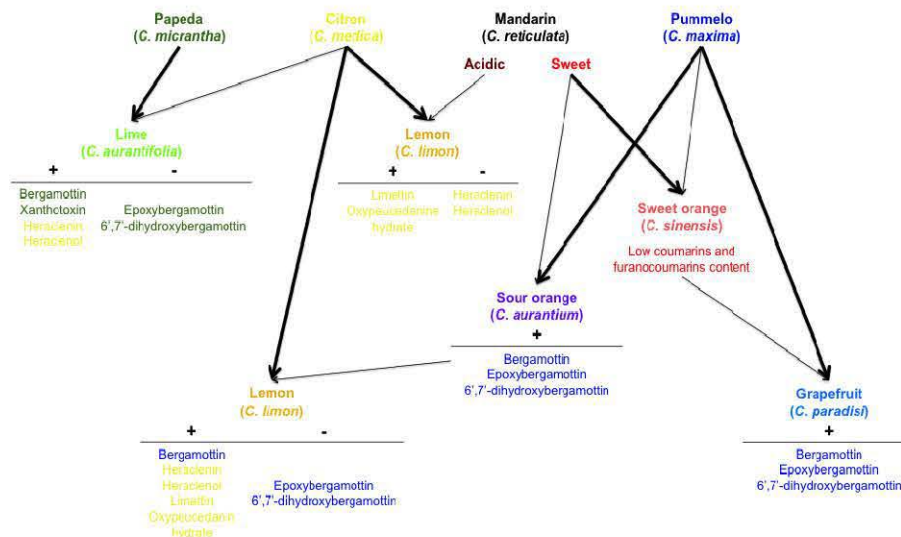 Papeda
(C. micrantha)
Citron
(C. medica)
Mandarin
(C. reticulata)
Pummelo
(C. maxima)
Acidic
Sweet
Lime
(C. aurantifolia)
+ -
Bergamottin
Xanthctoxin
Heraclenin
Heraclenol
Epoxybergamottin
6',7'-dihydroxybergamottin
Lemon
(C. limon)
+ -
Limettin
Oxypeucedenine
hydrate
Heraclenin
Heraclenol
Sweet orange
(C. sinensis)
Low coumarins and
furanocoumarins content
Sour orange
(C. aurantium)
+
Bergamottin
Epoxybergamottin
6',7'-dihydroxybergamottin
Lemon
(C. limon)
+ -
Bergamottin
Heraclenin
Heraclenol
Limettin
Oxypeucedanin
hydrate
Epoxybergamottin
6',7'-dihydroxybergamottin
Grapefruit
(C. paradisi)
+
Bergamottin
Epoxybergamottin
6',7'-dihydroxybergamottin